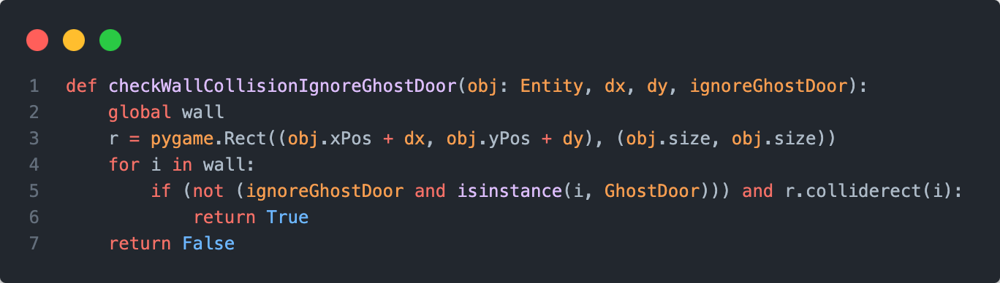 1 def checkWallCollisionIgnoreGhostDoor(obj: Entity, dx, dy, ignoreGhostDoor):
2     global wall
3     r = pygame.Rect((obj.xPos + dx, obj.yPos + dy), (obj.size, obj.size))
4     for i in wall:
5         if (not (ignoreGhostDoor and isinstance(i, GhostDoor))) and r.colliderect(i):
6             return True
7     return False